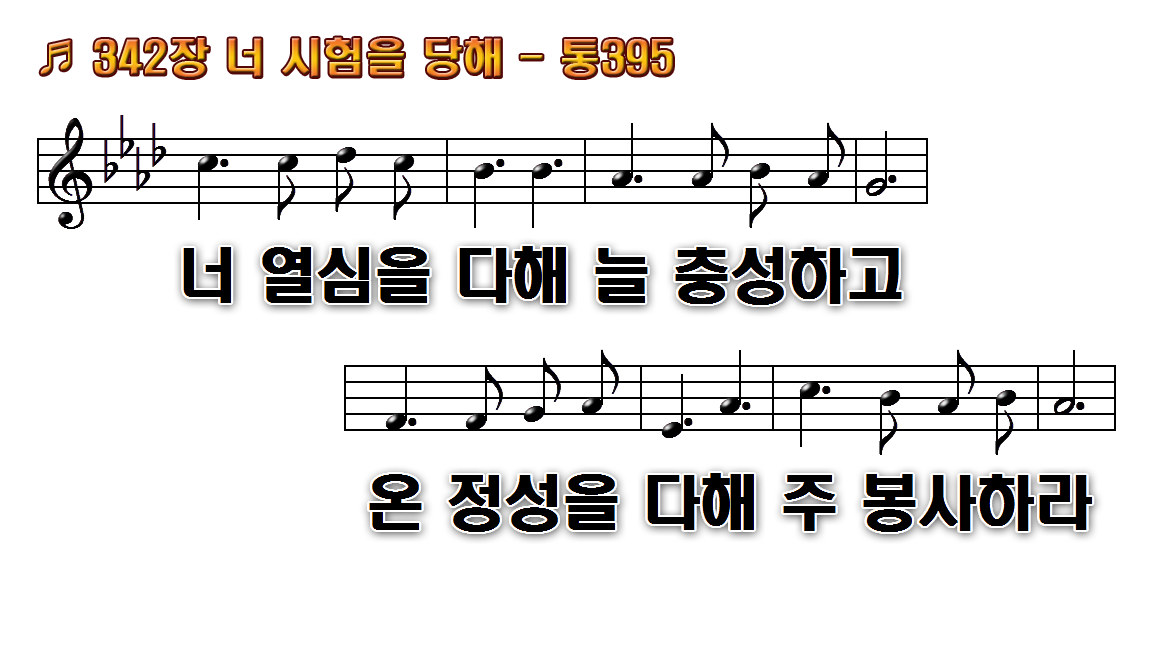 ♬ 342장 너 시험을 당해 - 통395
너 열심을 다해 늘 충성하고
온 정성을 다해 주 봉사하라